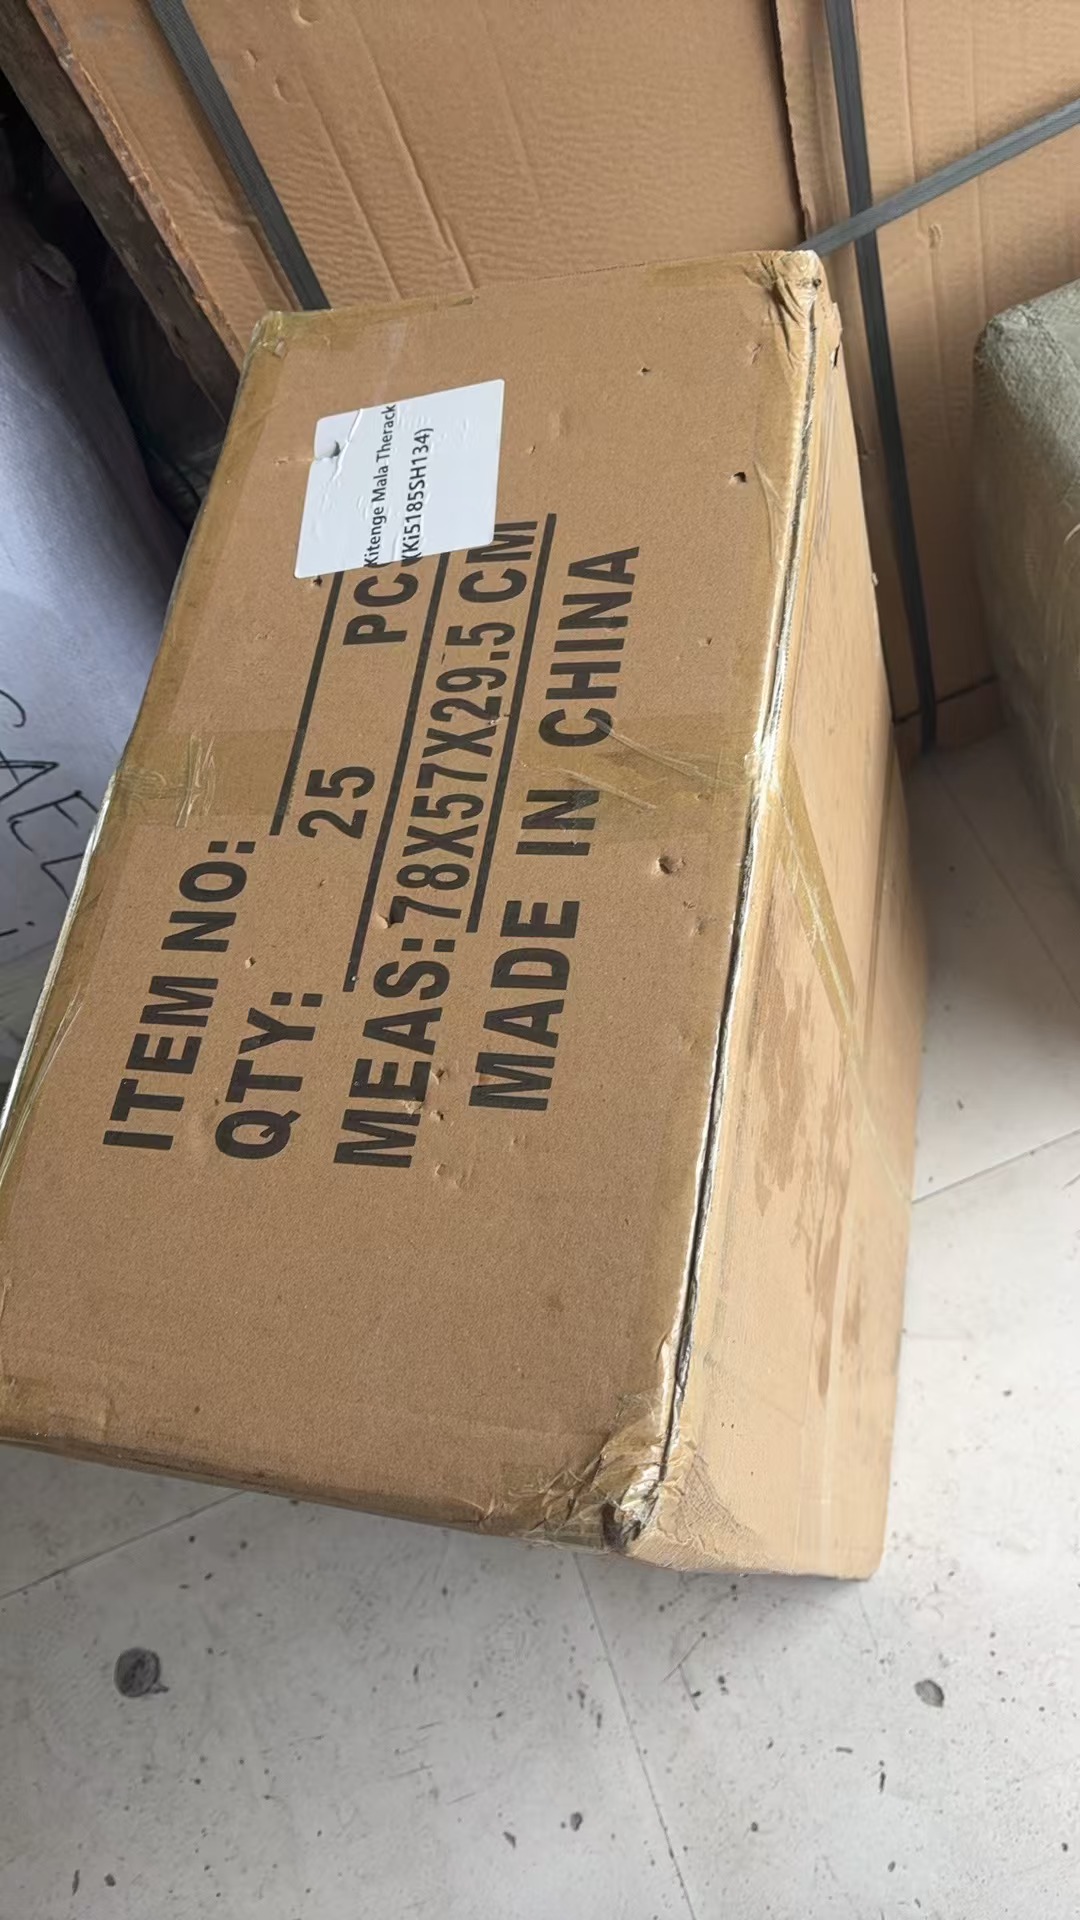 Kitenge Mala Therack
(Ki5185SH134)
ITEM NO:
QTY: 25 PC
MEAS: 78X57X29.5 CM
MADE IN CHINA